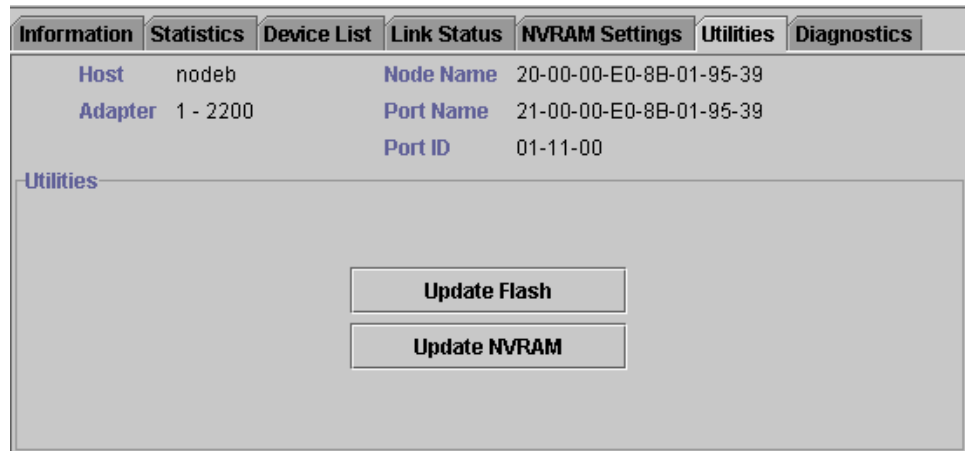 Information Statistics Device List Link Status NVRAM Settings Utilities Diagnostics
Host nodeb Node Name 20-00-00-E0-8B-01-95-39
Adapter 1 - 2200 Port Name 21-00-00-E0-8B-01-95-39
Port ID 01-11-00
Utilities
Update Flash
Update NVRAM